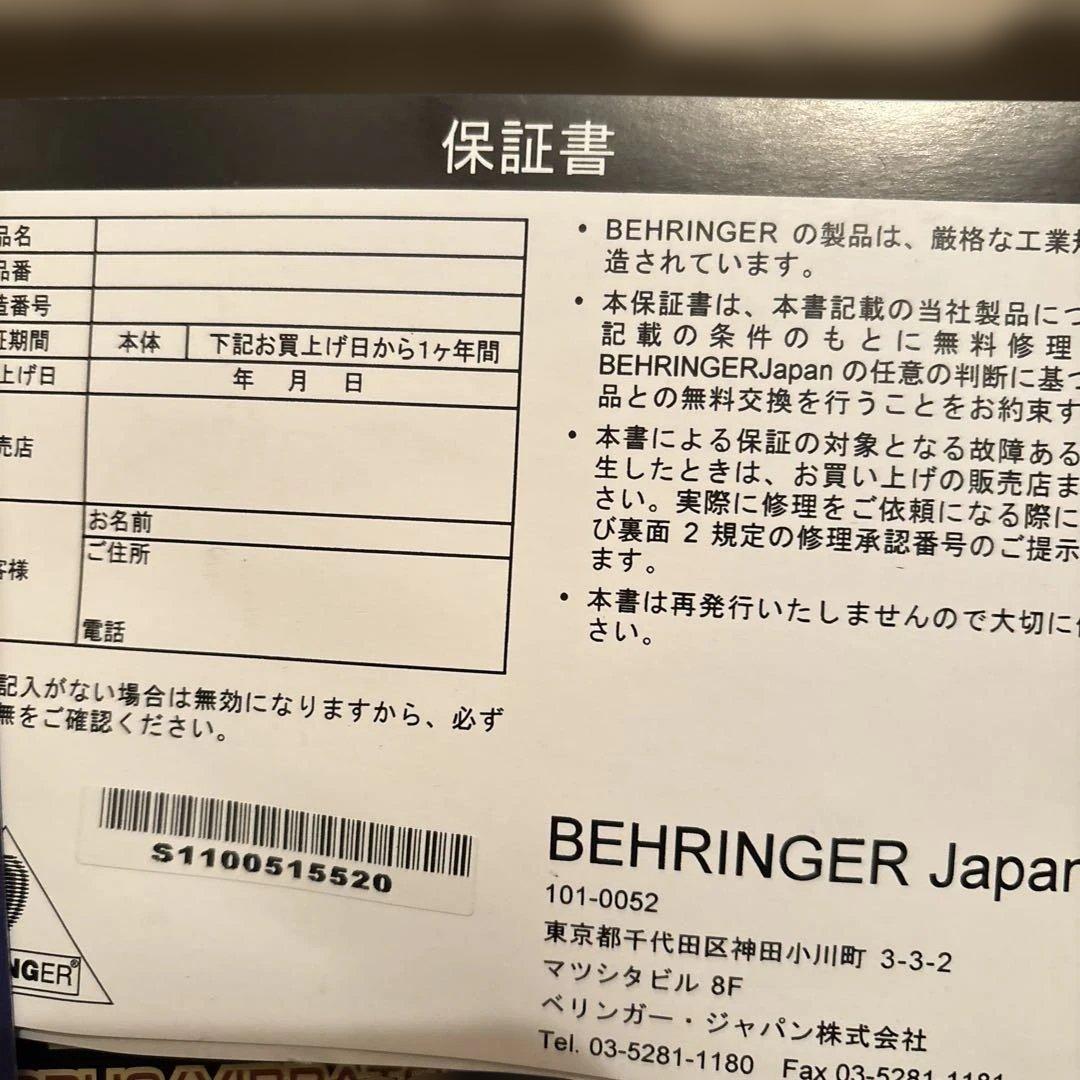 保証書
品名
品番
造番号
証期間 本体 下記お買上げ日から1ヶ年間
上げ日 年 月 日
売店
客様
お名前
ご住所
電話
記入がない場合は無効になりますから、必ず
無をご確認ください。
S1100515520
NGER®
• BEHRINGER の製品は、厳格な工業規
造されています。
• 本保証書は、本書記載の当社製品につ
記載の条件のもとに無料修理
BEHRINGERJapan の任意の判断に基づ
品との無料交換を行うことをお約束す
• 本書による保証の対象となる故障ある
生したときは、お買い上げの販売店ま
さい。実際に修理をご依頼になる際に
び裏面 2 規定の修理承認番号のご提示
ます。
• 本書は再発行いたしませんので大切に
さい。
BEHRINGER Japan
101-0052
東京都千代田区神田小川町 3-3-2
マツシタビル 8F
ベリンガー・ジャパン株式会社
Tel. 03-5281-1180 Fax 03-5281-1181